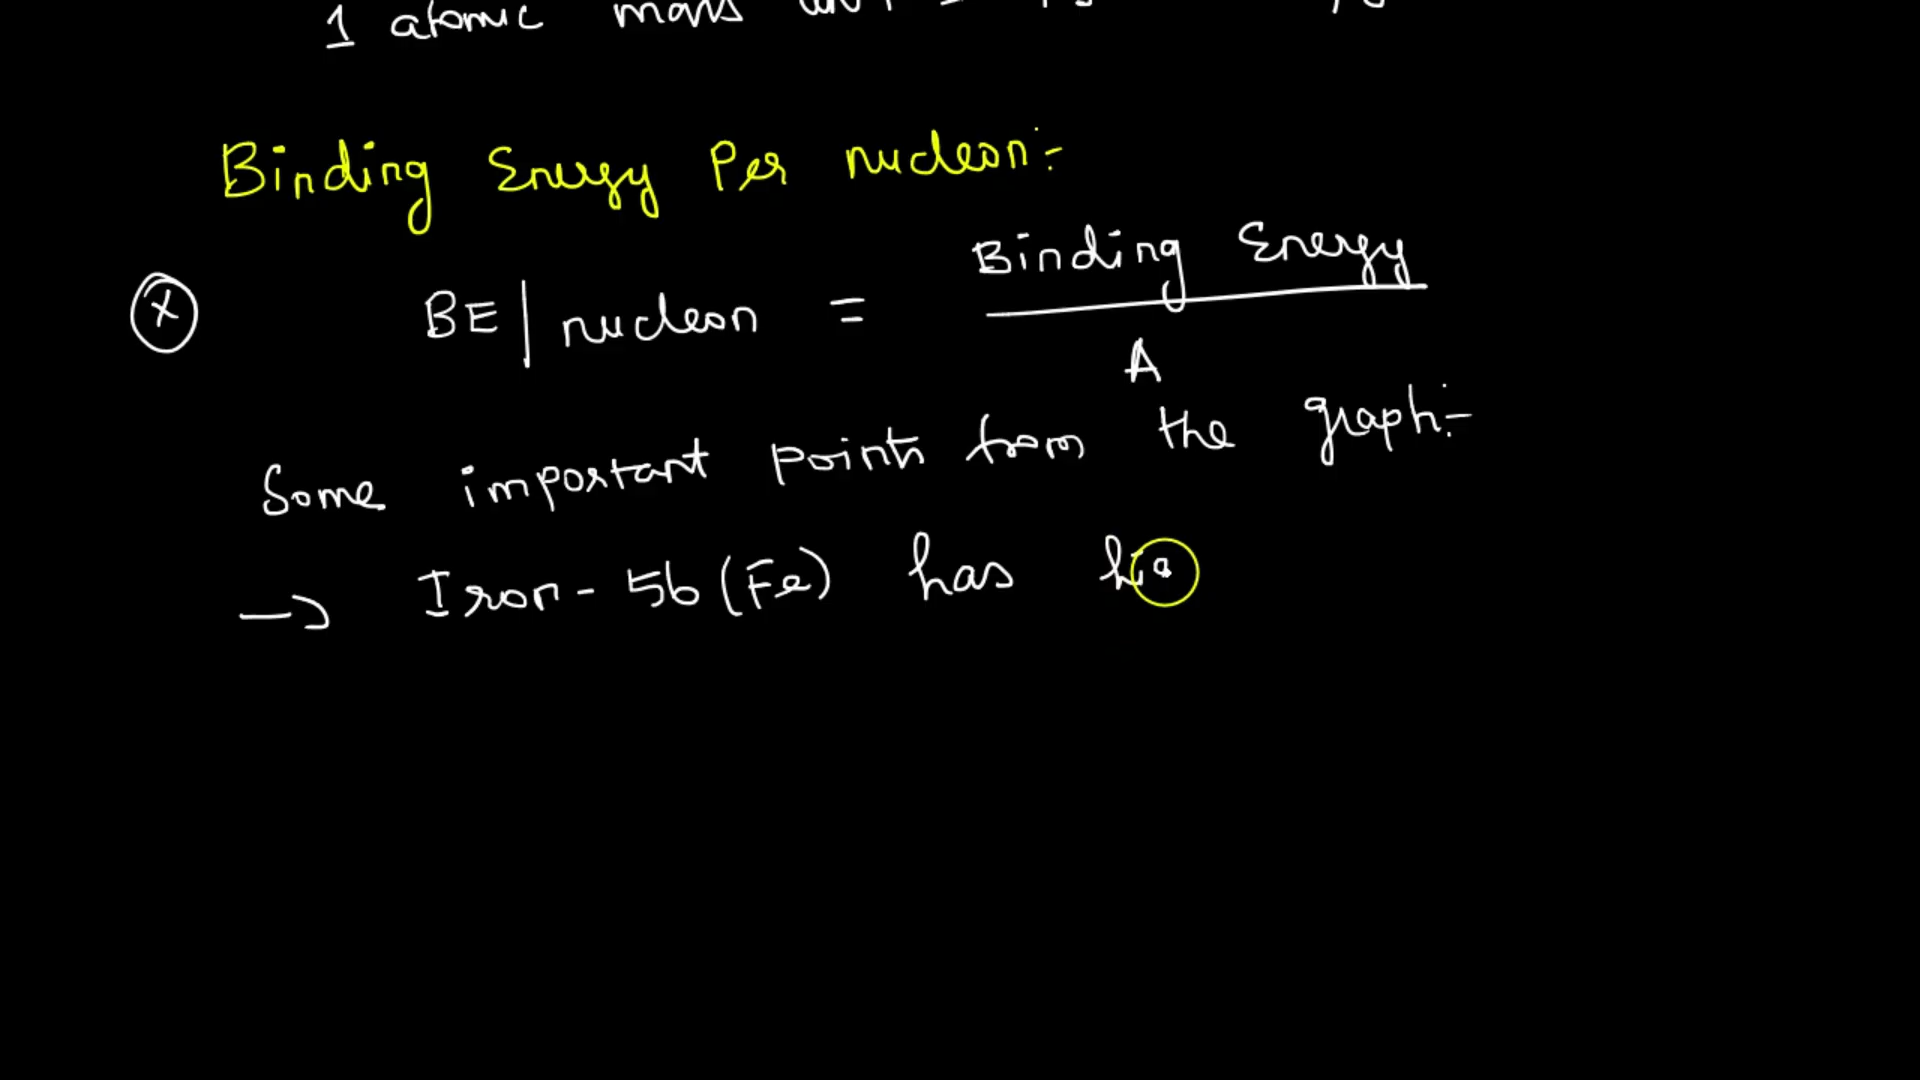 1 atomic mass
Binding Energy Per nucleon:-
x BE/nucleon = Binding Energy
A
Some important points from the graph:-
→ Iron-56 (Fe) has